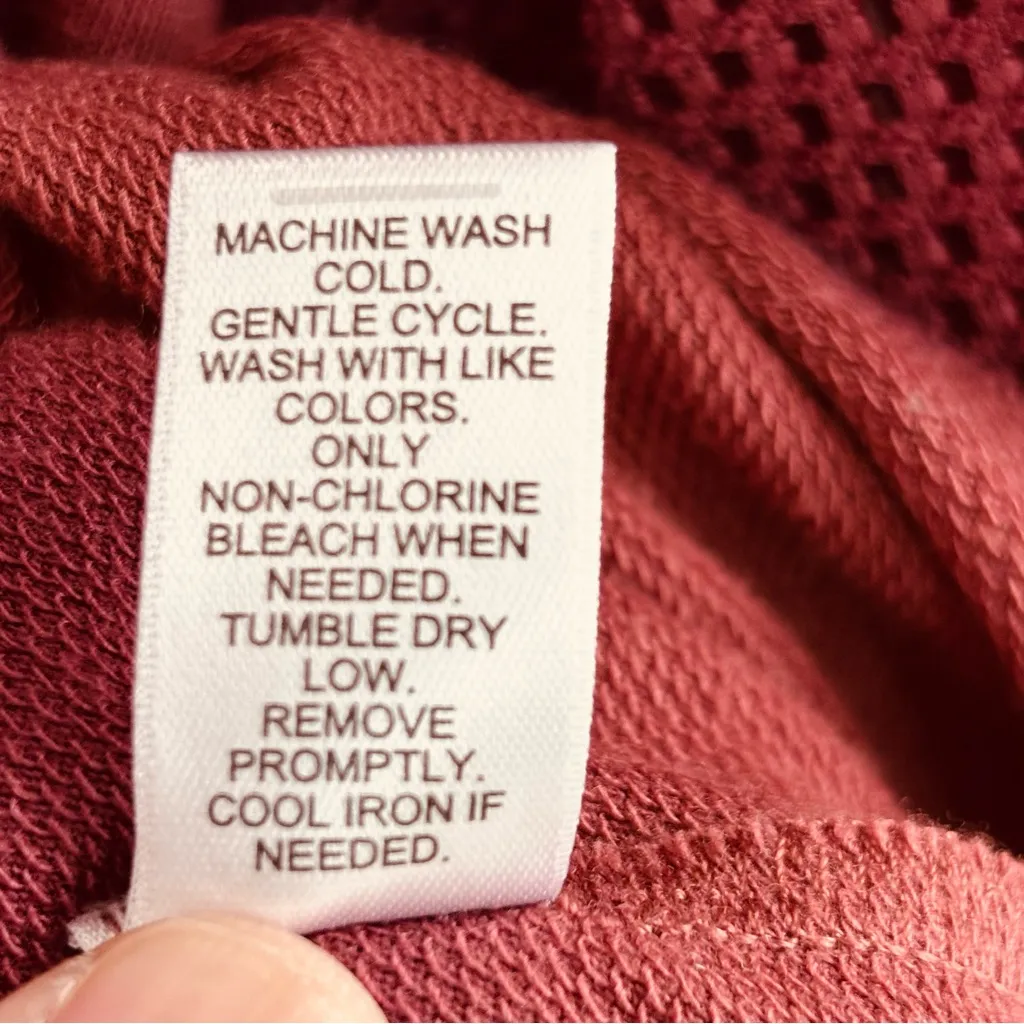 MACHINE WASH
COLD.
GENTLE CYCLE.
WASH WITH LIKE
COLORS.
ONLY
NON-CHLORINE
BLEACH WHEN
NEEDED.
TUMBLE DRY
LOW.
REMOVE
PROMPTLY.
COOL IRON IF
NEEDED.